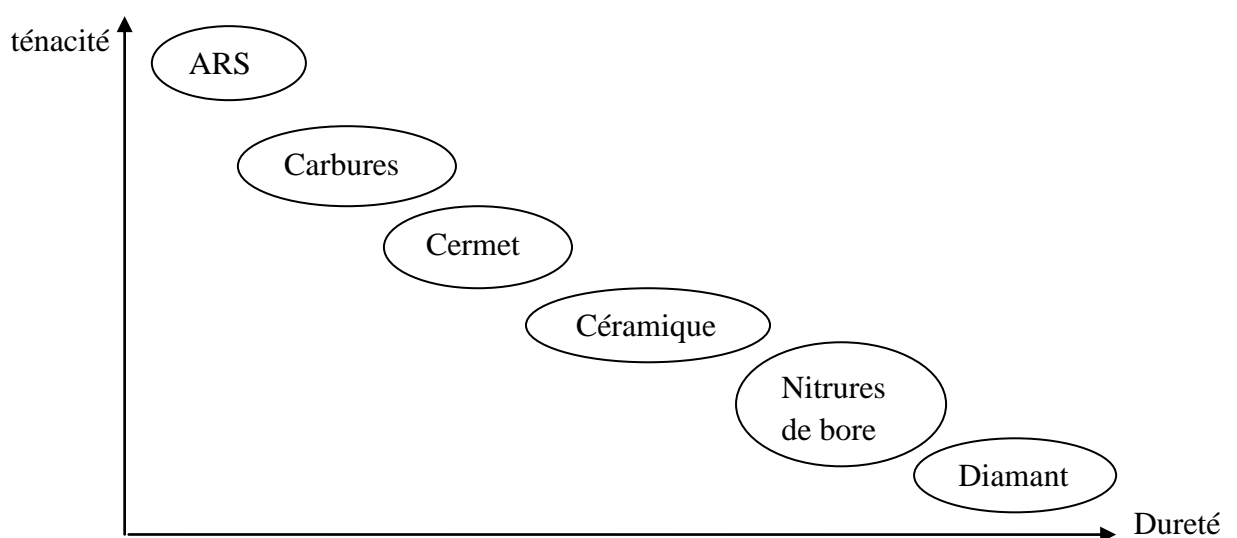 ténacité
ARS
Carbures
Cermet
Céramique
Nitrures
de bore
Diamant
Dureté